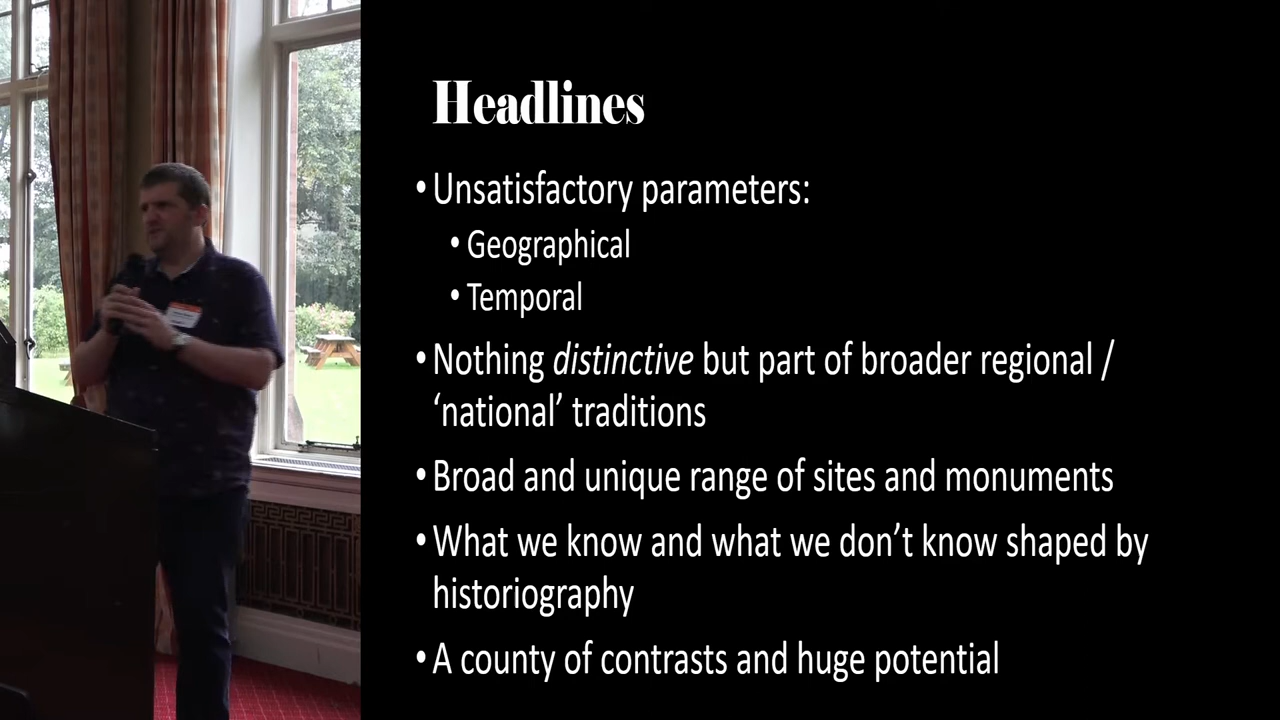 Headlines
• Unsatisfactory parameters:
• Geographical
• Temporal
• Nothing distinctive but part of broader regional /
‘national’ traditions
• Broad and unique range of sites and monuments
• What we know and what we don’t know shaped by
historiography
• A county of contrasts and huge potential